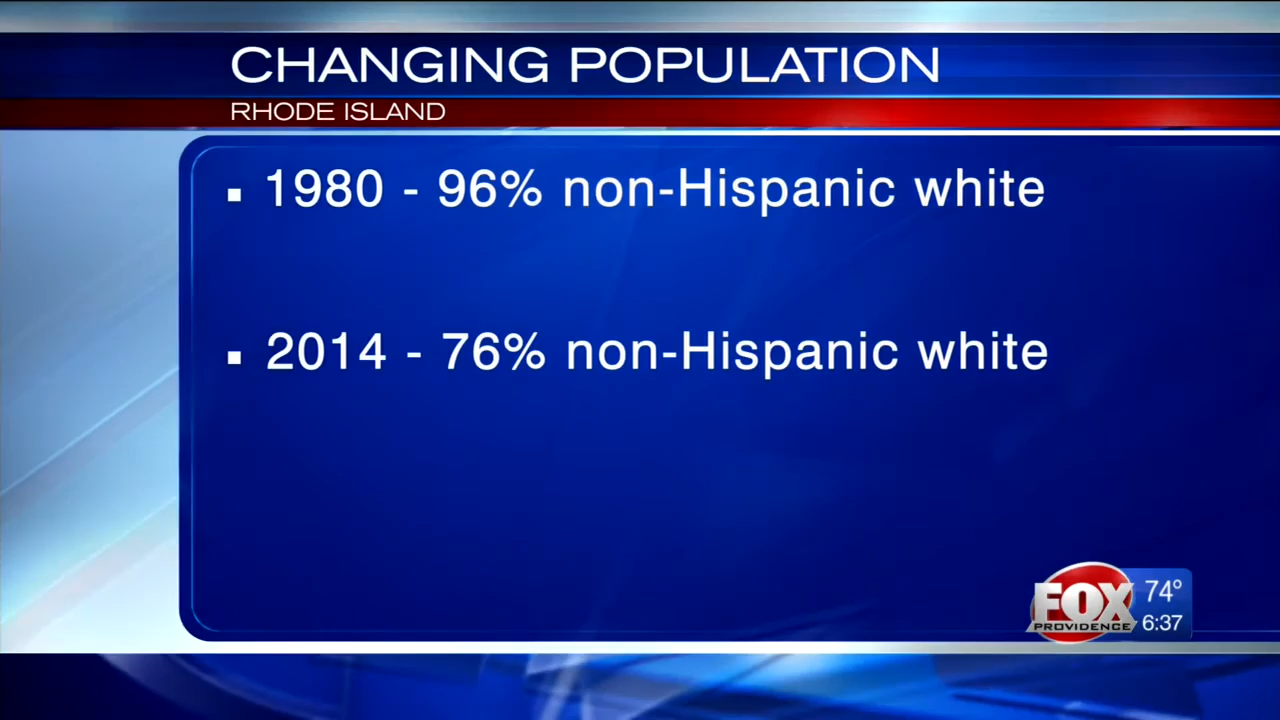 CHANGING POPULATION
RHODE ISLAND
▪ 1980 - 96% non-Hispanic white
▪ 2014 - 76% non-Hispanic white
FOX 74°
PROVIDENCE 6:37